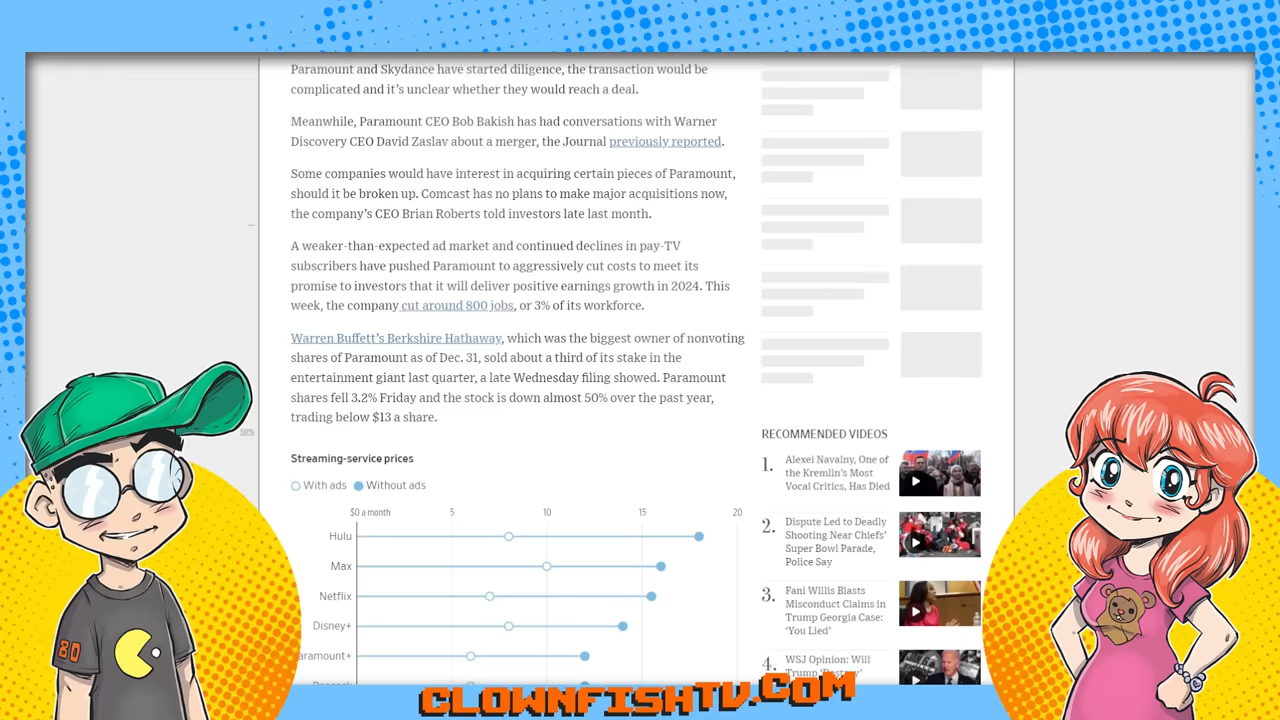 Paramount and Skydance have started diligence, the transaction would be
complicated and it's unclear whether they would reach a deal.
Meanwhile, Paramount CEO Bob Bakish has had conversations with Warner
Discovery CEO David Zaslav about a merger, the Journal previously reported.
Some companies would have interest in acquiring certain pieces of Paramount,
should it be broken up. Comcast has no plans to make major acquisitions now,
the company's CEO Brian Roberts told investors late last month.
A weaker-than-expected ad market and continued declines in pay-TV
subscribers have pushed Paramount to aggressively cut costs to meet its
promise to investors that it will deliver positive earnings growth in 2024. This
week, the company cut around 800 jobs, or 3% of its workforce.
Warren Buffett's Berkshire Hathaway, which was the biggest owner of nonvoting
shares of Paramount as of Dec. 31, sold about a third of its stake in the
entertainment giant last quarter, a late Wednesday filing showed. Paramount
shares fell 3.2% Friday and the stock is down almost 50% over the past year,
trading below $13 a share.
Streaming-service prices
With ads Without ads
$0 a month 5 10 15 20
Hulu
Max
Netflix
Disney+
aramount+
RECOMMENDED VIDEOS
1. Alexei Navalny, One of
the Kremlin's Most
Vocal Critics, Has Died
2. Dispute Led to Deadly
Shooting Near Chiefs'
Super Bowl Parade,
Police Say
3. Fani Willis Blasts
Misconduct Claims in
Trump Georgia Case:
'You Lied'
4. WSJ Opinion: Will
Trump
80
CLOWNFISHTV.COM